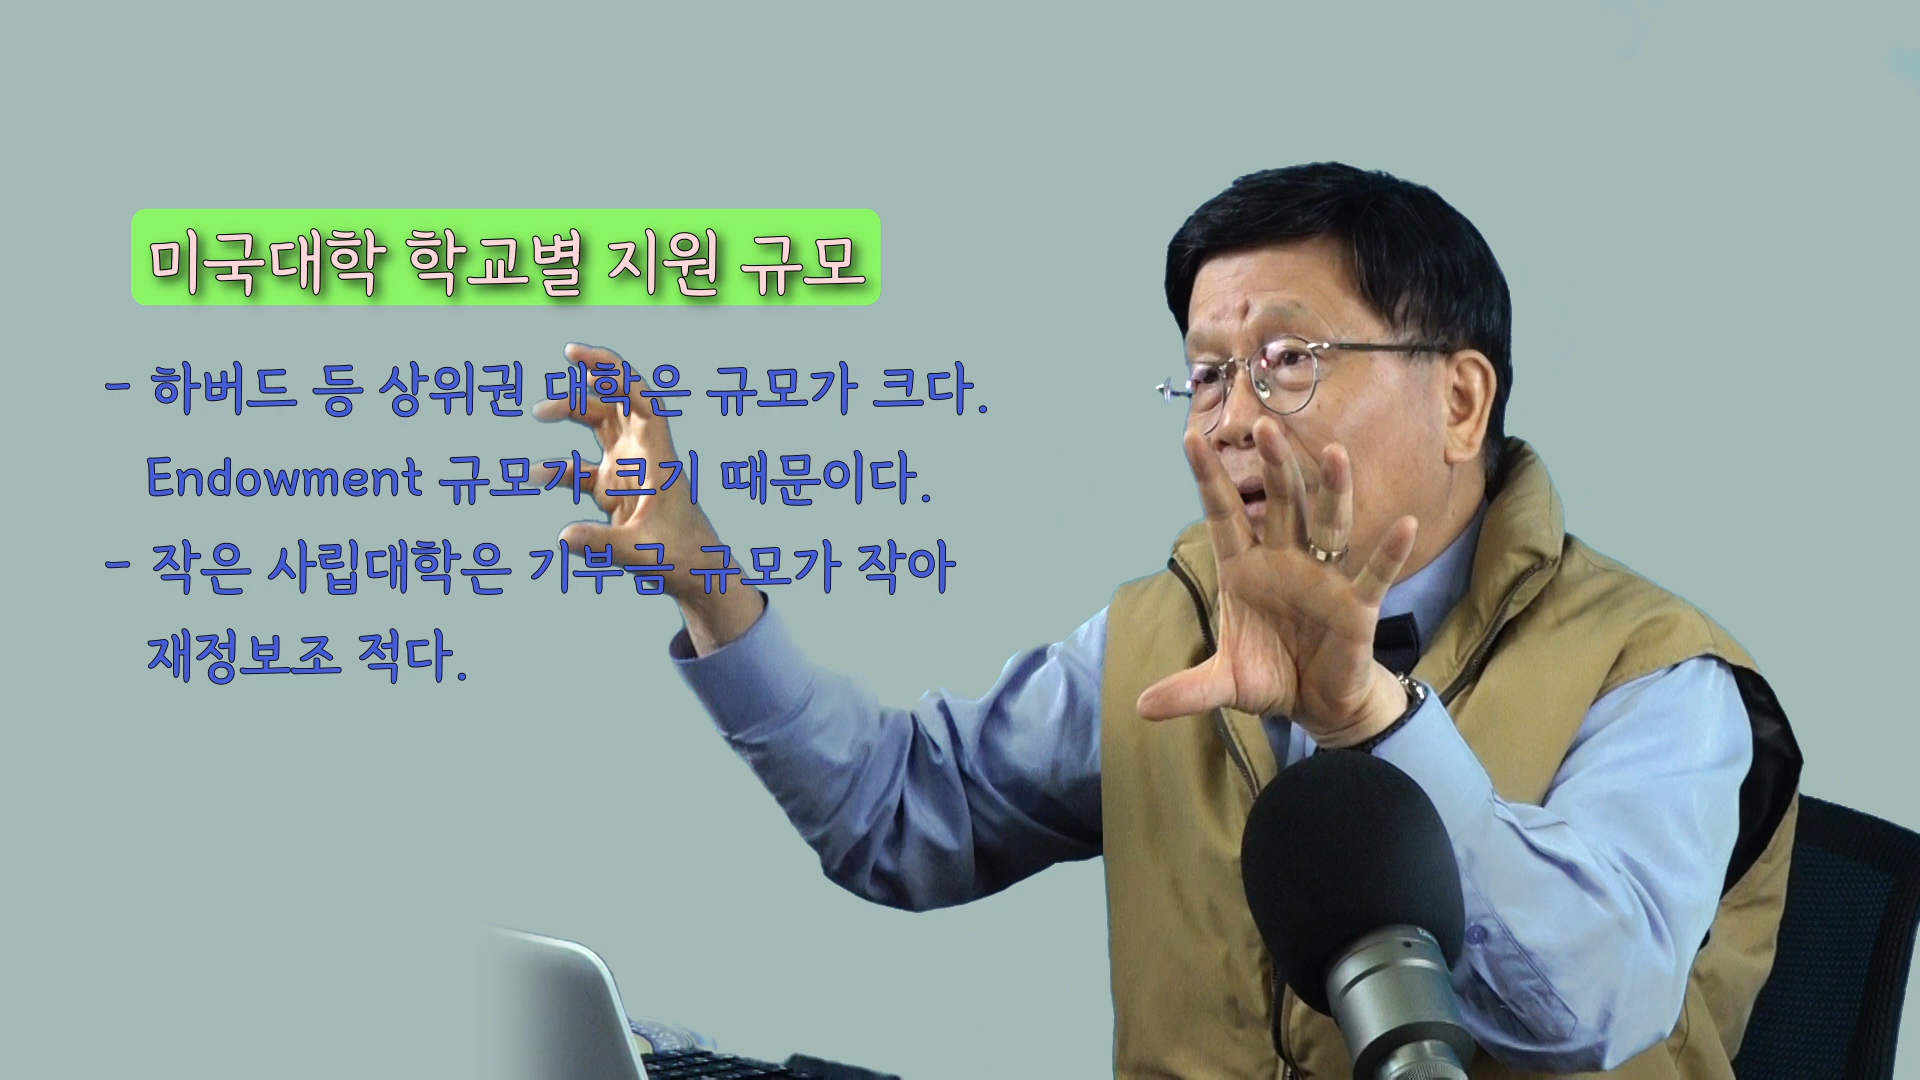 미국대학 학교별 지원 규모
- 하버드 등 상위권 대학은 규모가 크다.
Endowment 규모가 크기 때문이다.
- 작은 사립대학은 기부금 규모가 작아
재정보조 적다.